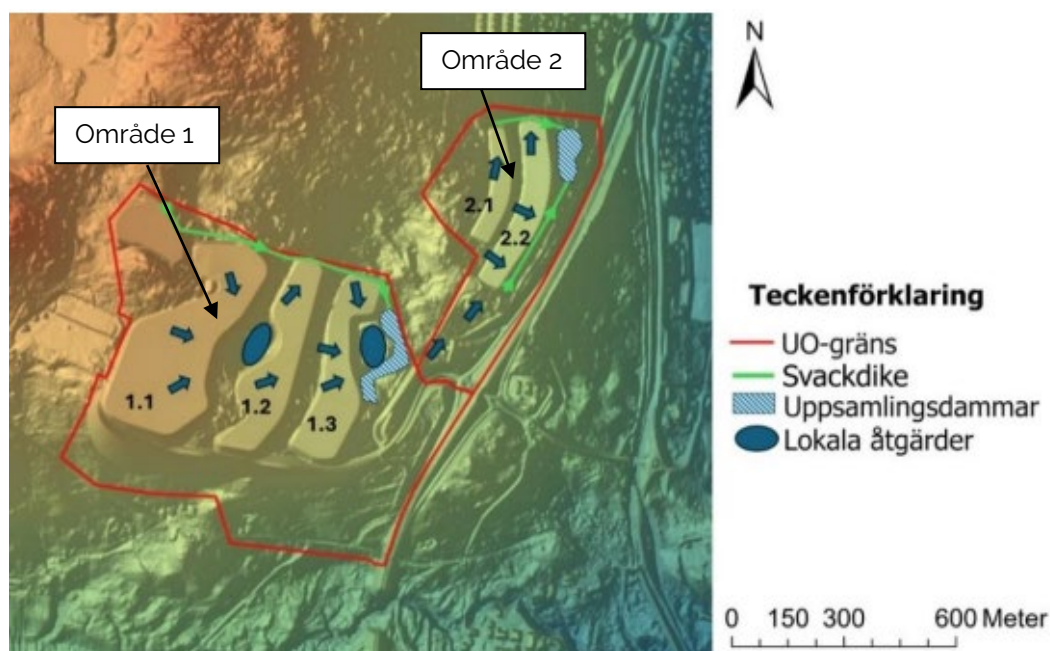 Område 1
Område 2
2.1
2.2
1.1
1.2
1.3
N
Teckenförklaring
UO-gräns
Svackdike
Uppsamlingsdammar
Lokala åtgärder
0 150 300 600 Meter